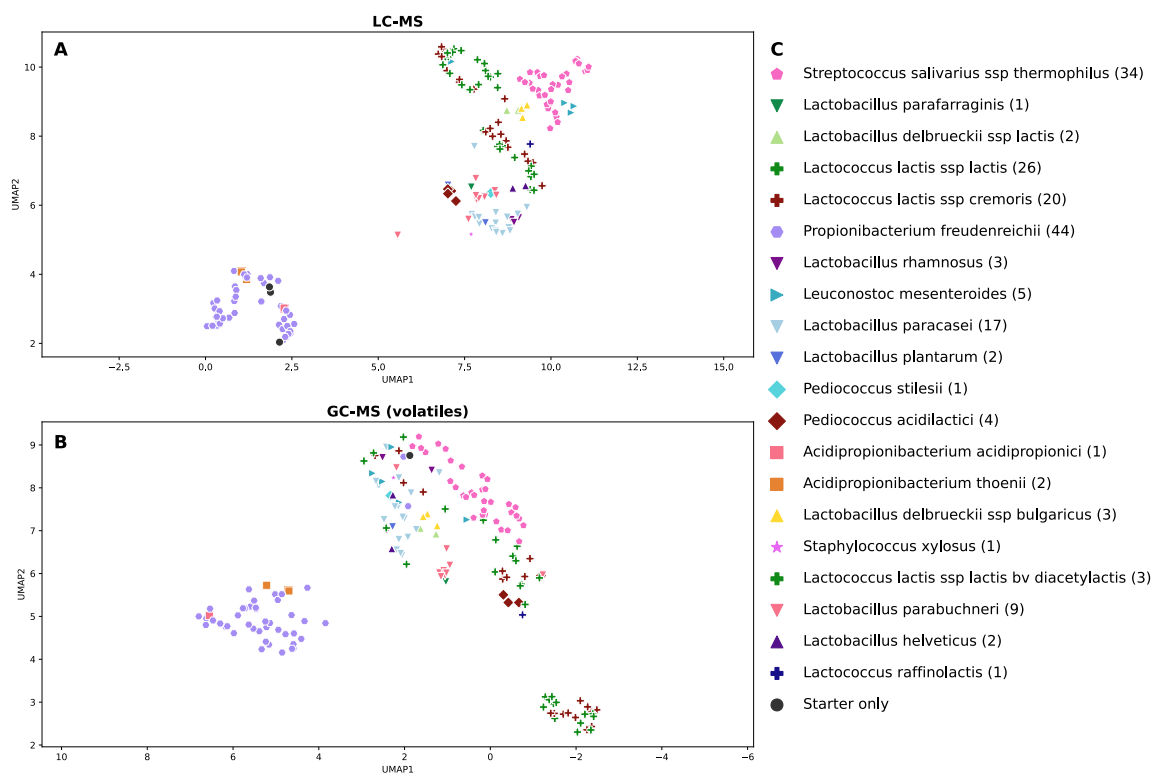 LC-MS
A
10
8
6
4
2
UMAP2
−2.5
0.0
2.5
5.0
7.5
10.0
12.5
15.0
UMAP1
GC-MS (volatiles)
B
9
8
7
6
5
4
3
2
UMAP2
10
8
6
4
2
0
−2
−4
−6
UMAP1
C
Streptococcus salivarius ssp thermophilus (34)
Lactobacillus parafarraginis (1)
Lactobacillus delbrueckii ssp lactis (2)
Lactococcus lactis ssp lactis (26)
Lactococcus lactis ssp cremoris (20)
Propionibacterium freudenreichii (44)
Lactobacillus rhamnosus (3)
Leuconostoc mesenteroides (5)
Lactobacillus paracasei (17)
Lactobacillus plantarum (2)
Pediococcus stilesii (1)
Pediococcus acidilactici (4)
Acidipropionibacterium acidipropionici (1)
Acidipropionibacterium thoenii (2)
Lactobacillus delbrueckii ssp bulgaricus (3)
Staphylococcus xylosus (1)
Lactococcus lactis ssp lactis bv diacetylactis (3)
Lactobacillus parabuchneri (9)
Lactobacillus helveticus (2)
Lactococcus raffinolactis (1)
Starter only